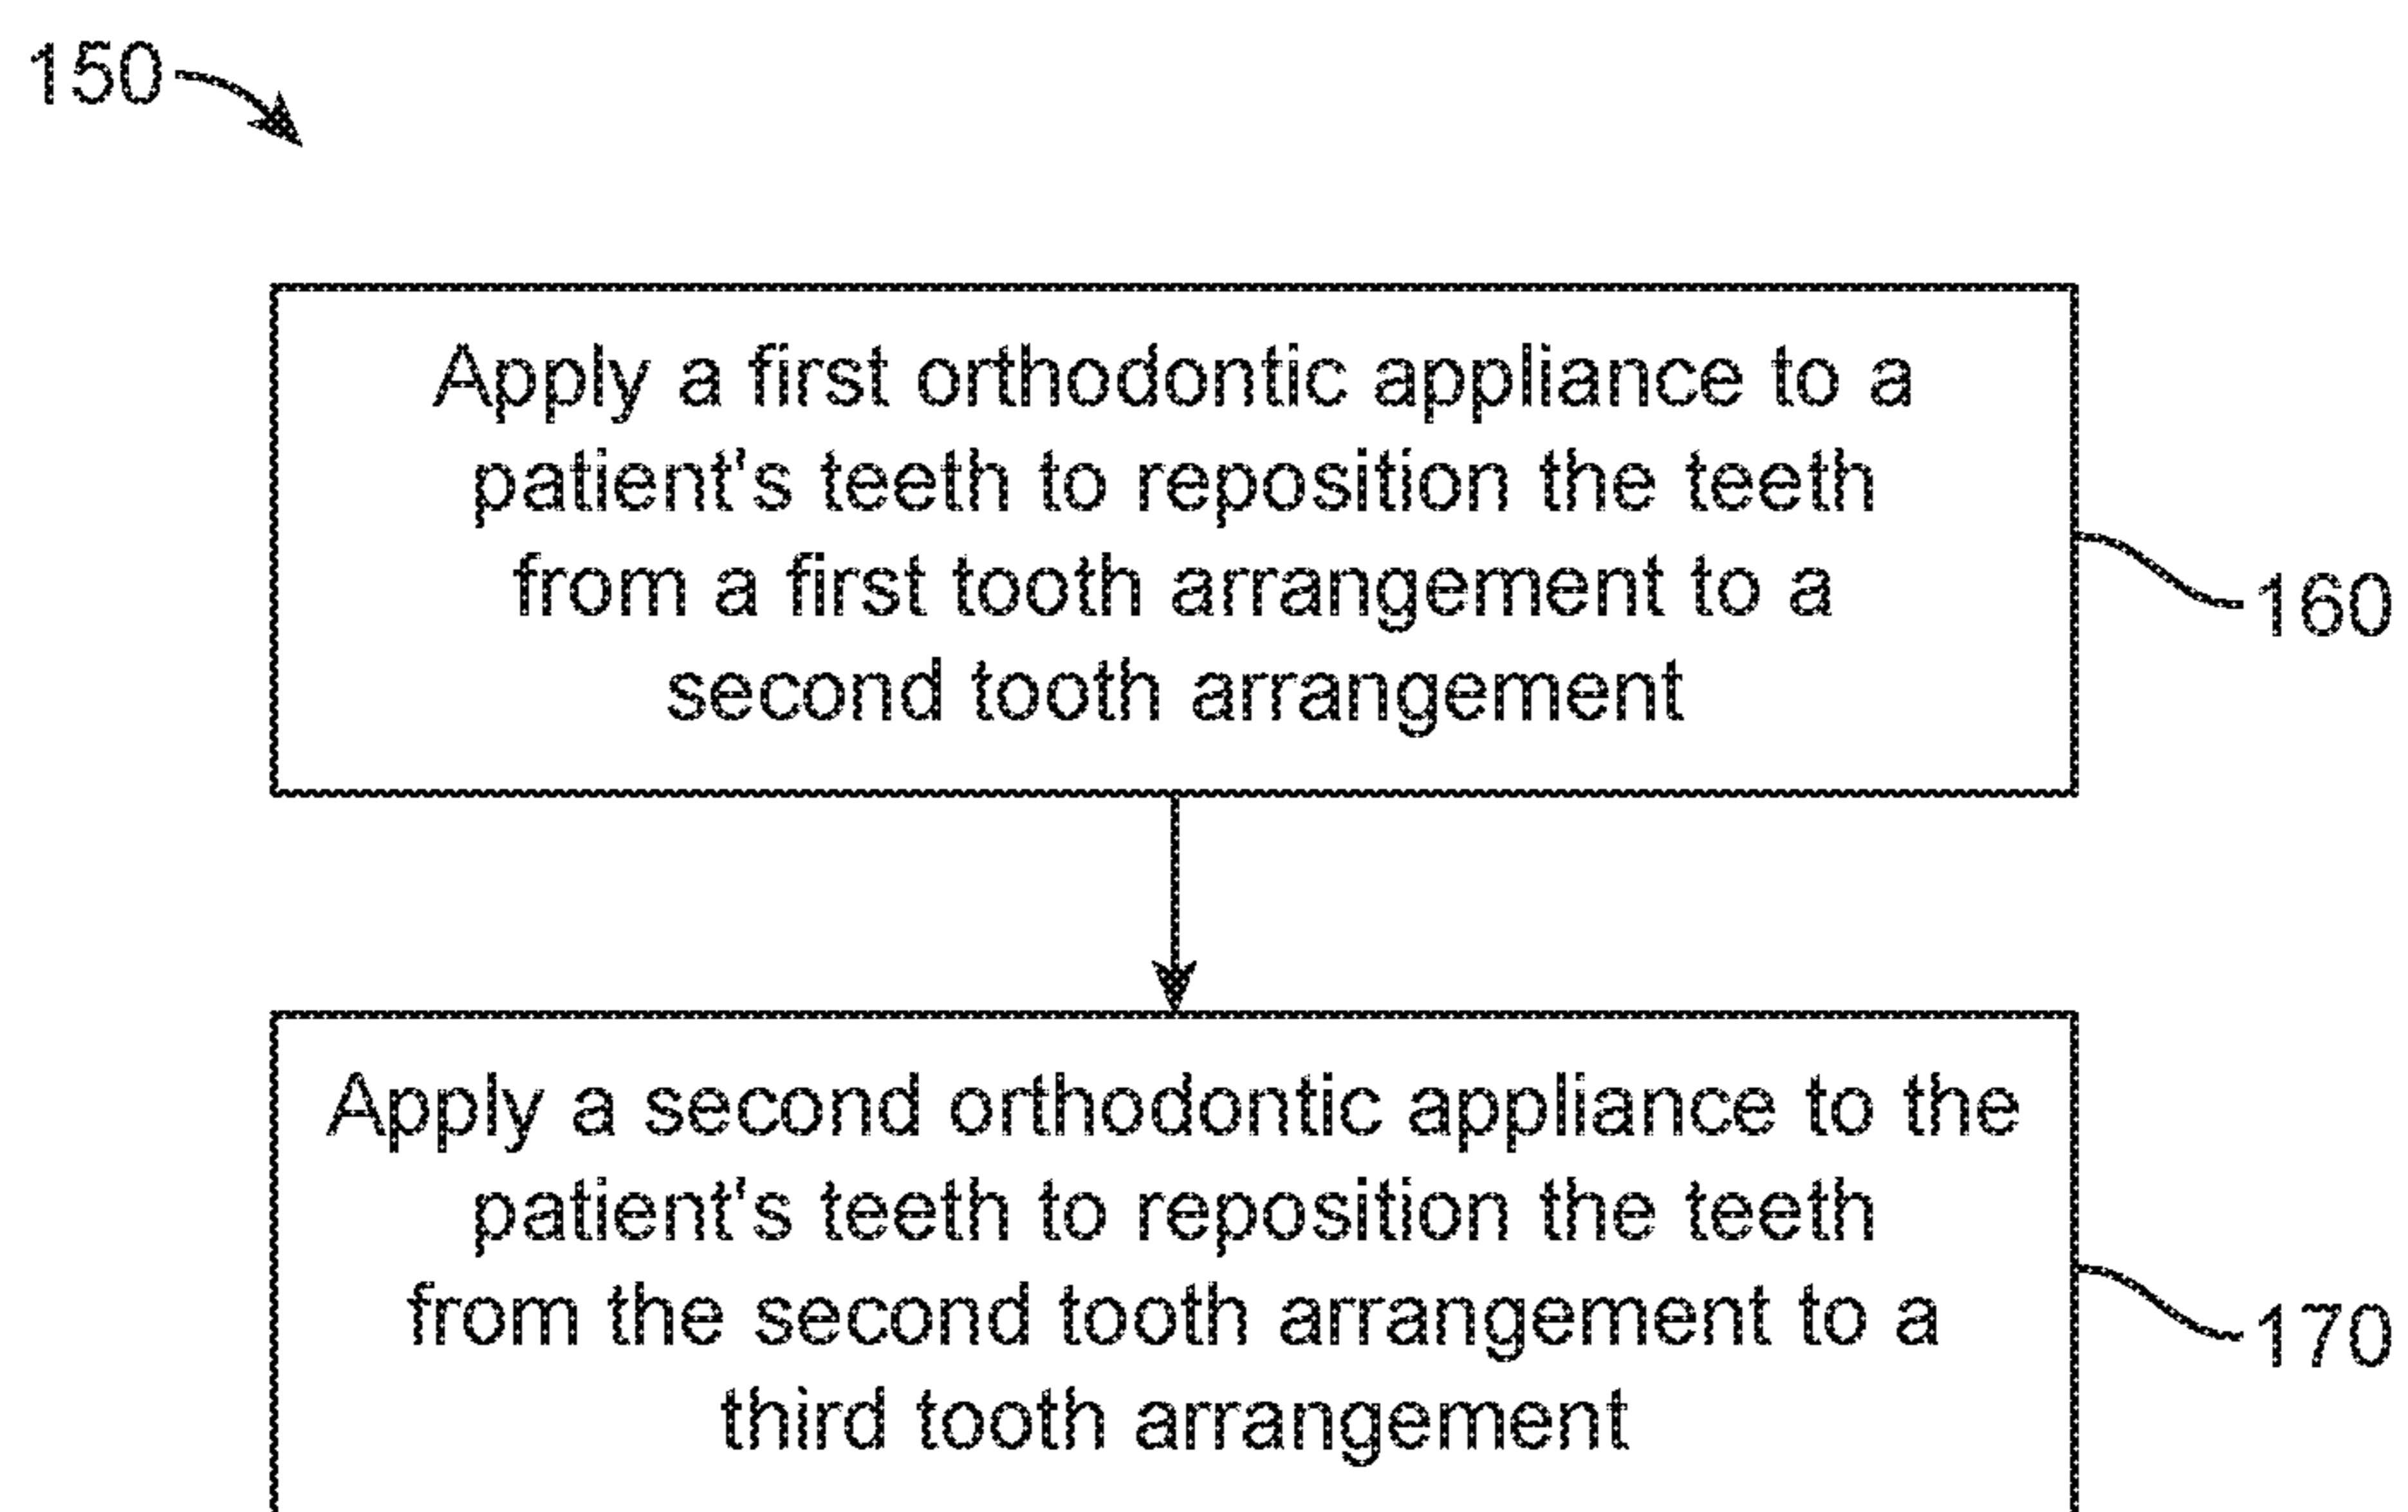 150
Apply a first orthodontic appliance to a
patient's teeth to reposition the teeth
from a first tooth arrangement to a
second tooth arrangement
160
Apply a second orthodontic appliance to the
patient's teeth to reposition the teeth
from the second tooth arrangement to a
third tooth arrangement
170